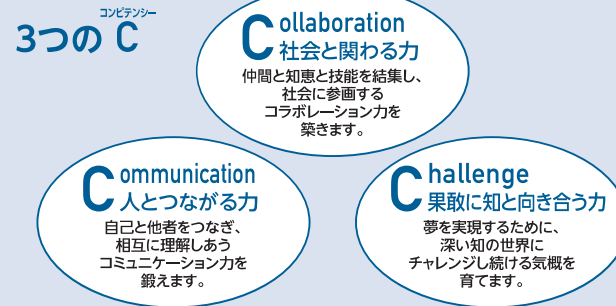 コンピテンシー
3つの C
Collaboration
社会と関わる力
仲間と知恵と技能を結集し、
社会に参画する
コラボレーション力を
築きます。
Communication
人とつながる力
自己と他者をつなぎ、
相互に理解しあう
コミュニケーション力を
鍛えます。
Challenge
果敢に知と向き合う力
夢を実現するために、
深い知の世界に
チャレンジし続ける気概を
育てます。